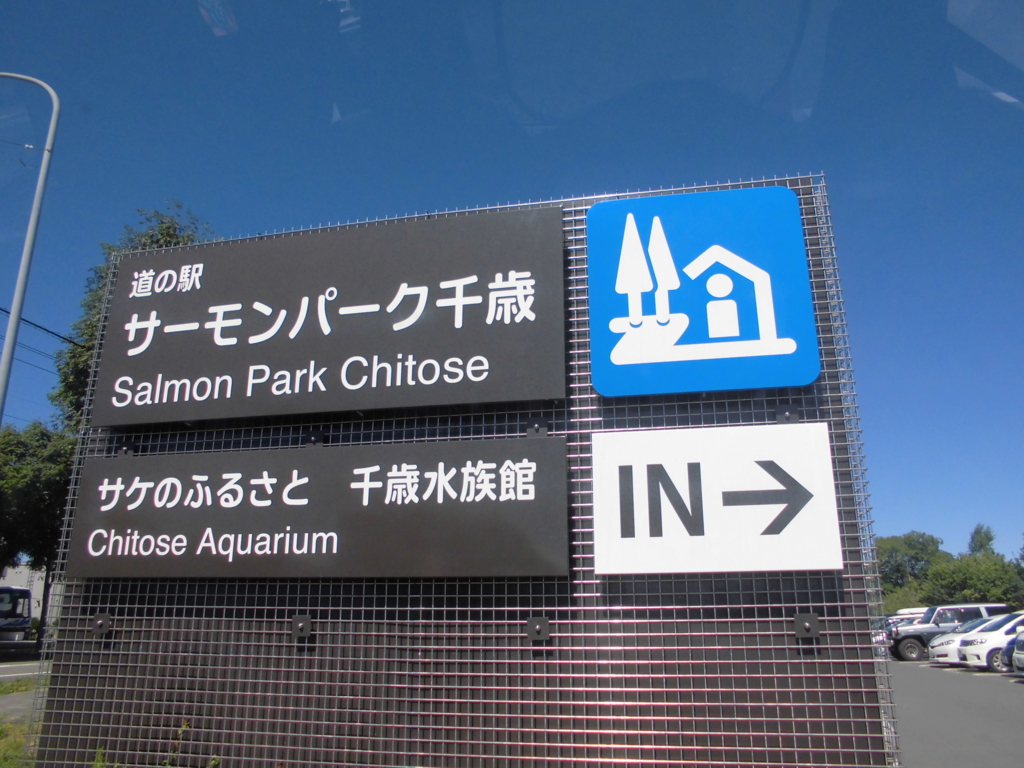 道の駅
サーモンパーク千歳
Salmon Park Chitose
サケのふるさと 千歳水族館
Chitose Aquarium
IN →